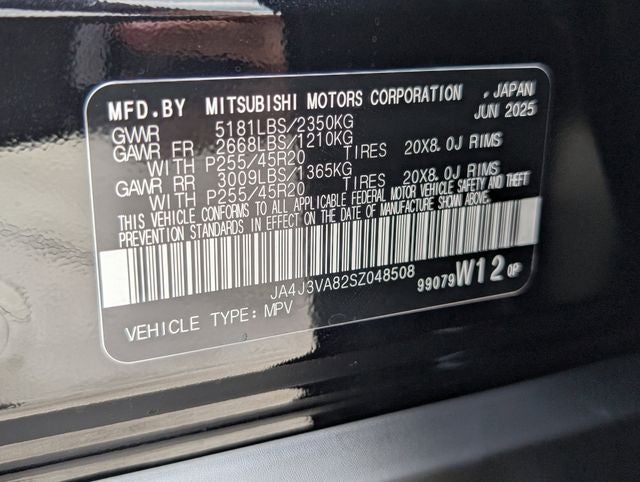 MFD.BY MITSUBISHI MOTORS CORPORATION , JAPAN
JUN 2025
GVWR 5181LBS/2350KG
GAWR FR 2668LBS/1210KG
WITH P255/45R20 TIRES 20X8.0J RIMS
GAWR RR 3009LBS/1365KG
WITH P255/45R20 TIRES 20X8.0J RIMS
THIS VEHICLE CONFORMS TO ALL APPLICABLE FEDERAL MOTOR VEHICLE SAFETY AND THEFT
PREVENTION STANDARDS IN EFFECT ON THE DATE OF MANUFACTURE SHOWN ABOVE.
JA4J3VA82SZ048508
99079W120P
VEHICLE TYPE: MPV